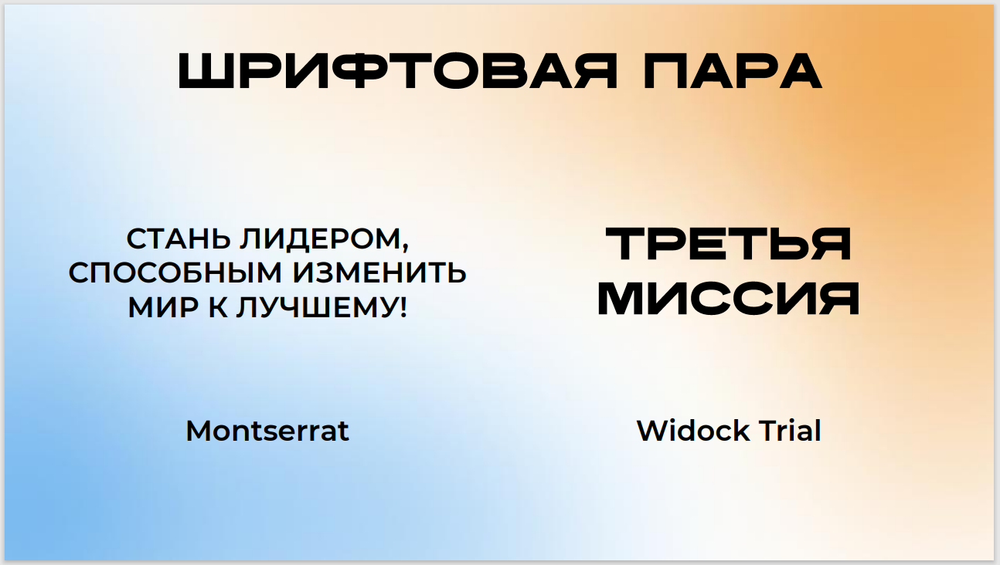 ШРИФТОВАЯ ПАРА
СТАНЬ ЛИДЕРОМ,
СПОСОБНЫМ ИЗМЕНИТЬ
МИР К ЛУЧШЕМУ!
ТРЕТЬЯ
МИССИЯ
Montserrat
Widock Trial